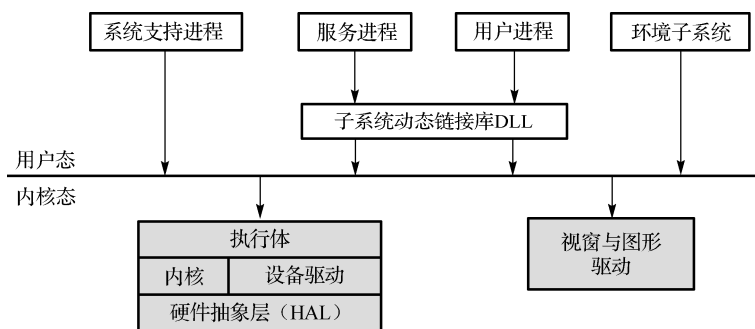 系统支持进程
服务进程
用户进程
环境子系统
子系统动态链接库DLL
用户态
内核态
执行体
内核
设备驱动
硬件抽象层（HAL）
视窗与图形
驱动